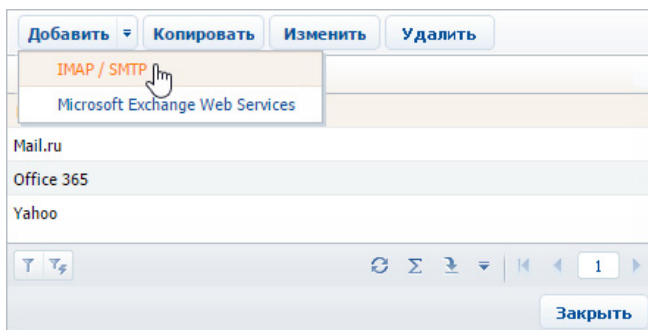 Добавить Копировать Изменить Удалить
IMAP / SMTP
Microsoft Exchange Web Services
Mail.ru
Office 365
Yahoo
1
Закрыть